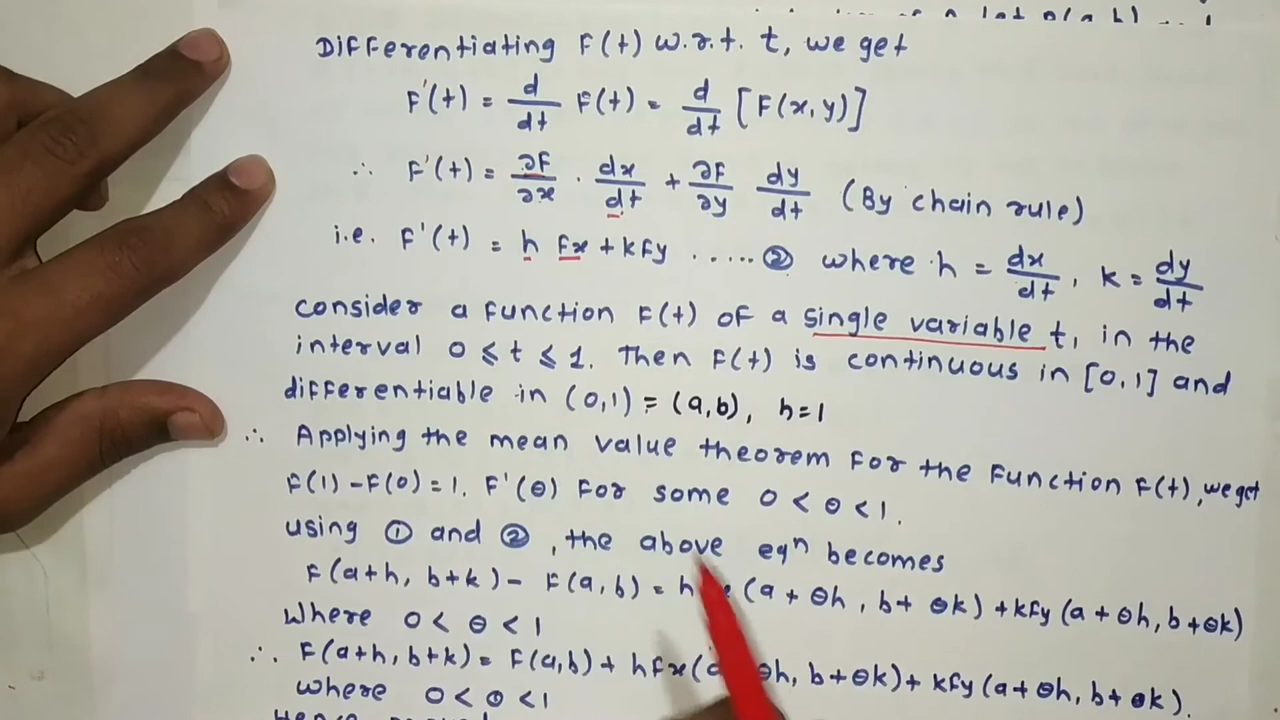 Differentiating F(t) w.r.t. t, we get
F'(t) = d/dt F(t) = d/dt [F(x,y)]
∴ F'(t) = ∂F/∂x . dx/dt + ∂F/∂y dy/dt (By chain rule)
i.e. F'(t) = h fx + kfy ..... ② where h = dx/dt, k = dy/dt
consider a function F(t) of a single variable t, in the
interval 0 ⩽ t ⩽ 1. Then F(t) is continuous in [0,1] and
differentiable in (0,1) = (a,b), h=1
∴ Applying the mean value theorem for the function F(t), we get
F(1) - F(0) = 1. F'(θ) for some 0 < θ < 1.
using ① and ②, the above eqⁿ becomes
F(a+h, b+k) - F(a,b) = h (a + θh, b + θk) + kfy (a + θh, b+θk)
Where 0 < θ < 1
∴ F(a+h, b+k) = F(a,b) + hfx(a θh, b+θk) + kfy (a+θh, b+θk).
where 0 < θ < 1
Hence proved